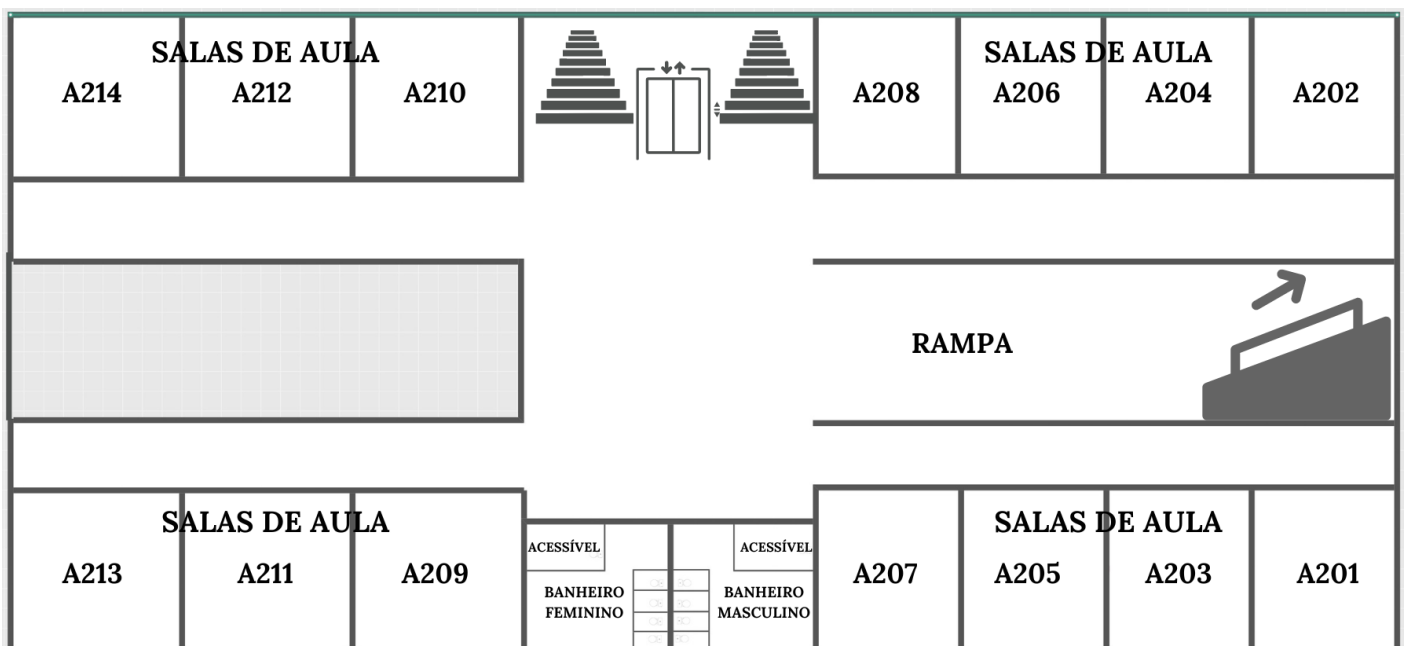 SALAS DE AULA
A214 A212 A210
SALAS DE AULA
A208 A206 A204 A202
RAMPA
SALAS DE AULA
A213 A211 A209
ACESSÍVEL
BANHEIRO
FEMININO
ACESSÍVEL
BANHEIRO
MASCULINO
SALAS DE AULA
A207 A205 A203 A201